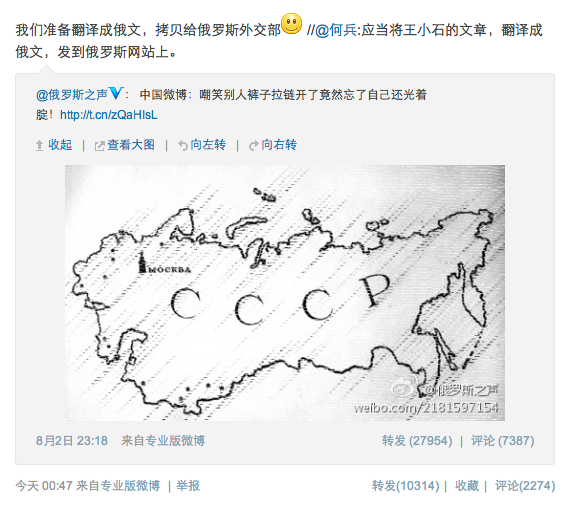 我们准备翻译成俄文，拷贝给俄罗斯外交部 //@何兵:应当将王小石的文章，翻译成
俄文，发到俄罗斯网站上。
@俄罗斯之声 ： 中国微博：嘲笑别人裤子拉链开了竟然忘了自己还光着
腚！http://t.cn/zQaHIsL
收起 | 查看大图 | 向左转 | 向右转
МОСКВА
СССР
@俄罗斯之声
weibo.com/2181597154
8月2日 23:18 来自专业版微博 转发 (27954) | 评论 (7387)
今天 00:47 来自专业版微博 | 举报 转发(10314) | 收藏 | 评论(2274)